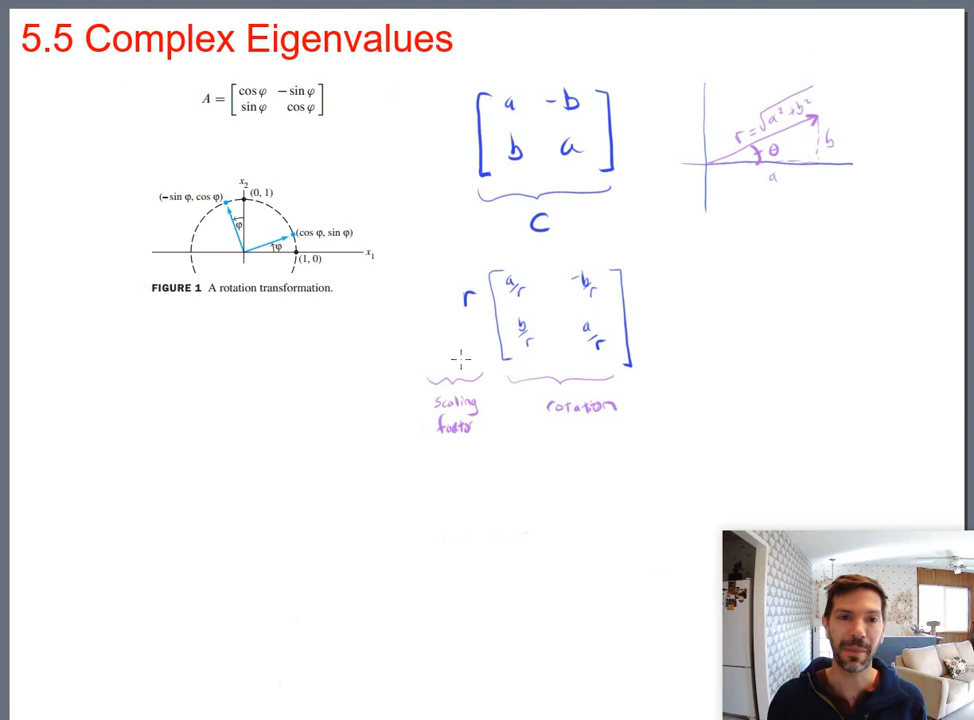 5.5 Complex Eigenvalues
A = [cos φ −sin φ
sin φ cos φ]
[a -b
b a]
C
r = √a² + b²
θ
b
a
x₂
(0, 1)
(−sin φ, cos φ)
φ
(cos φ, sin φ)
φ
x₁
(1, 0)
FIGURE 1 A rotation transformation.
r [a/r -b/r
b/r a/r]
scaling
factor
rotation